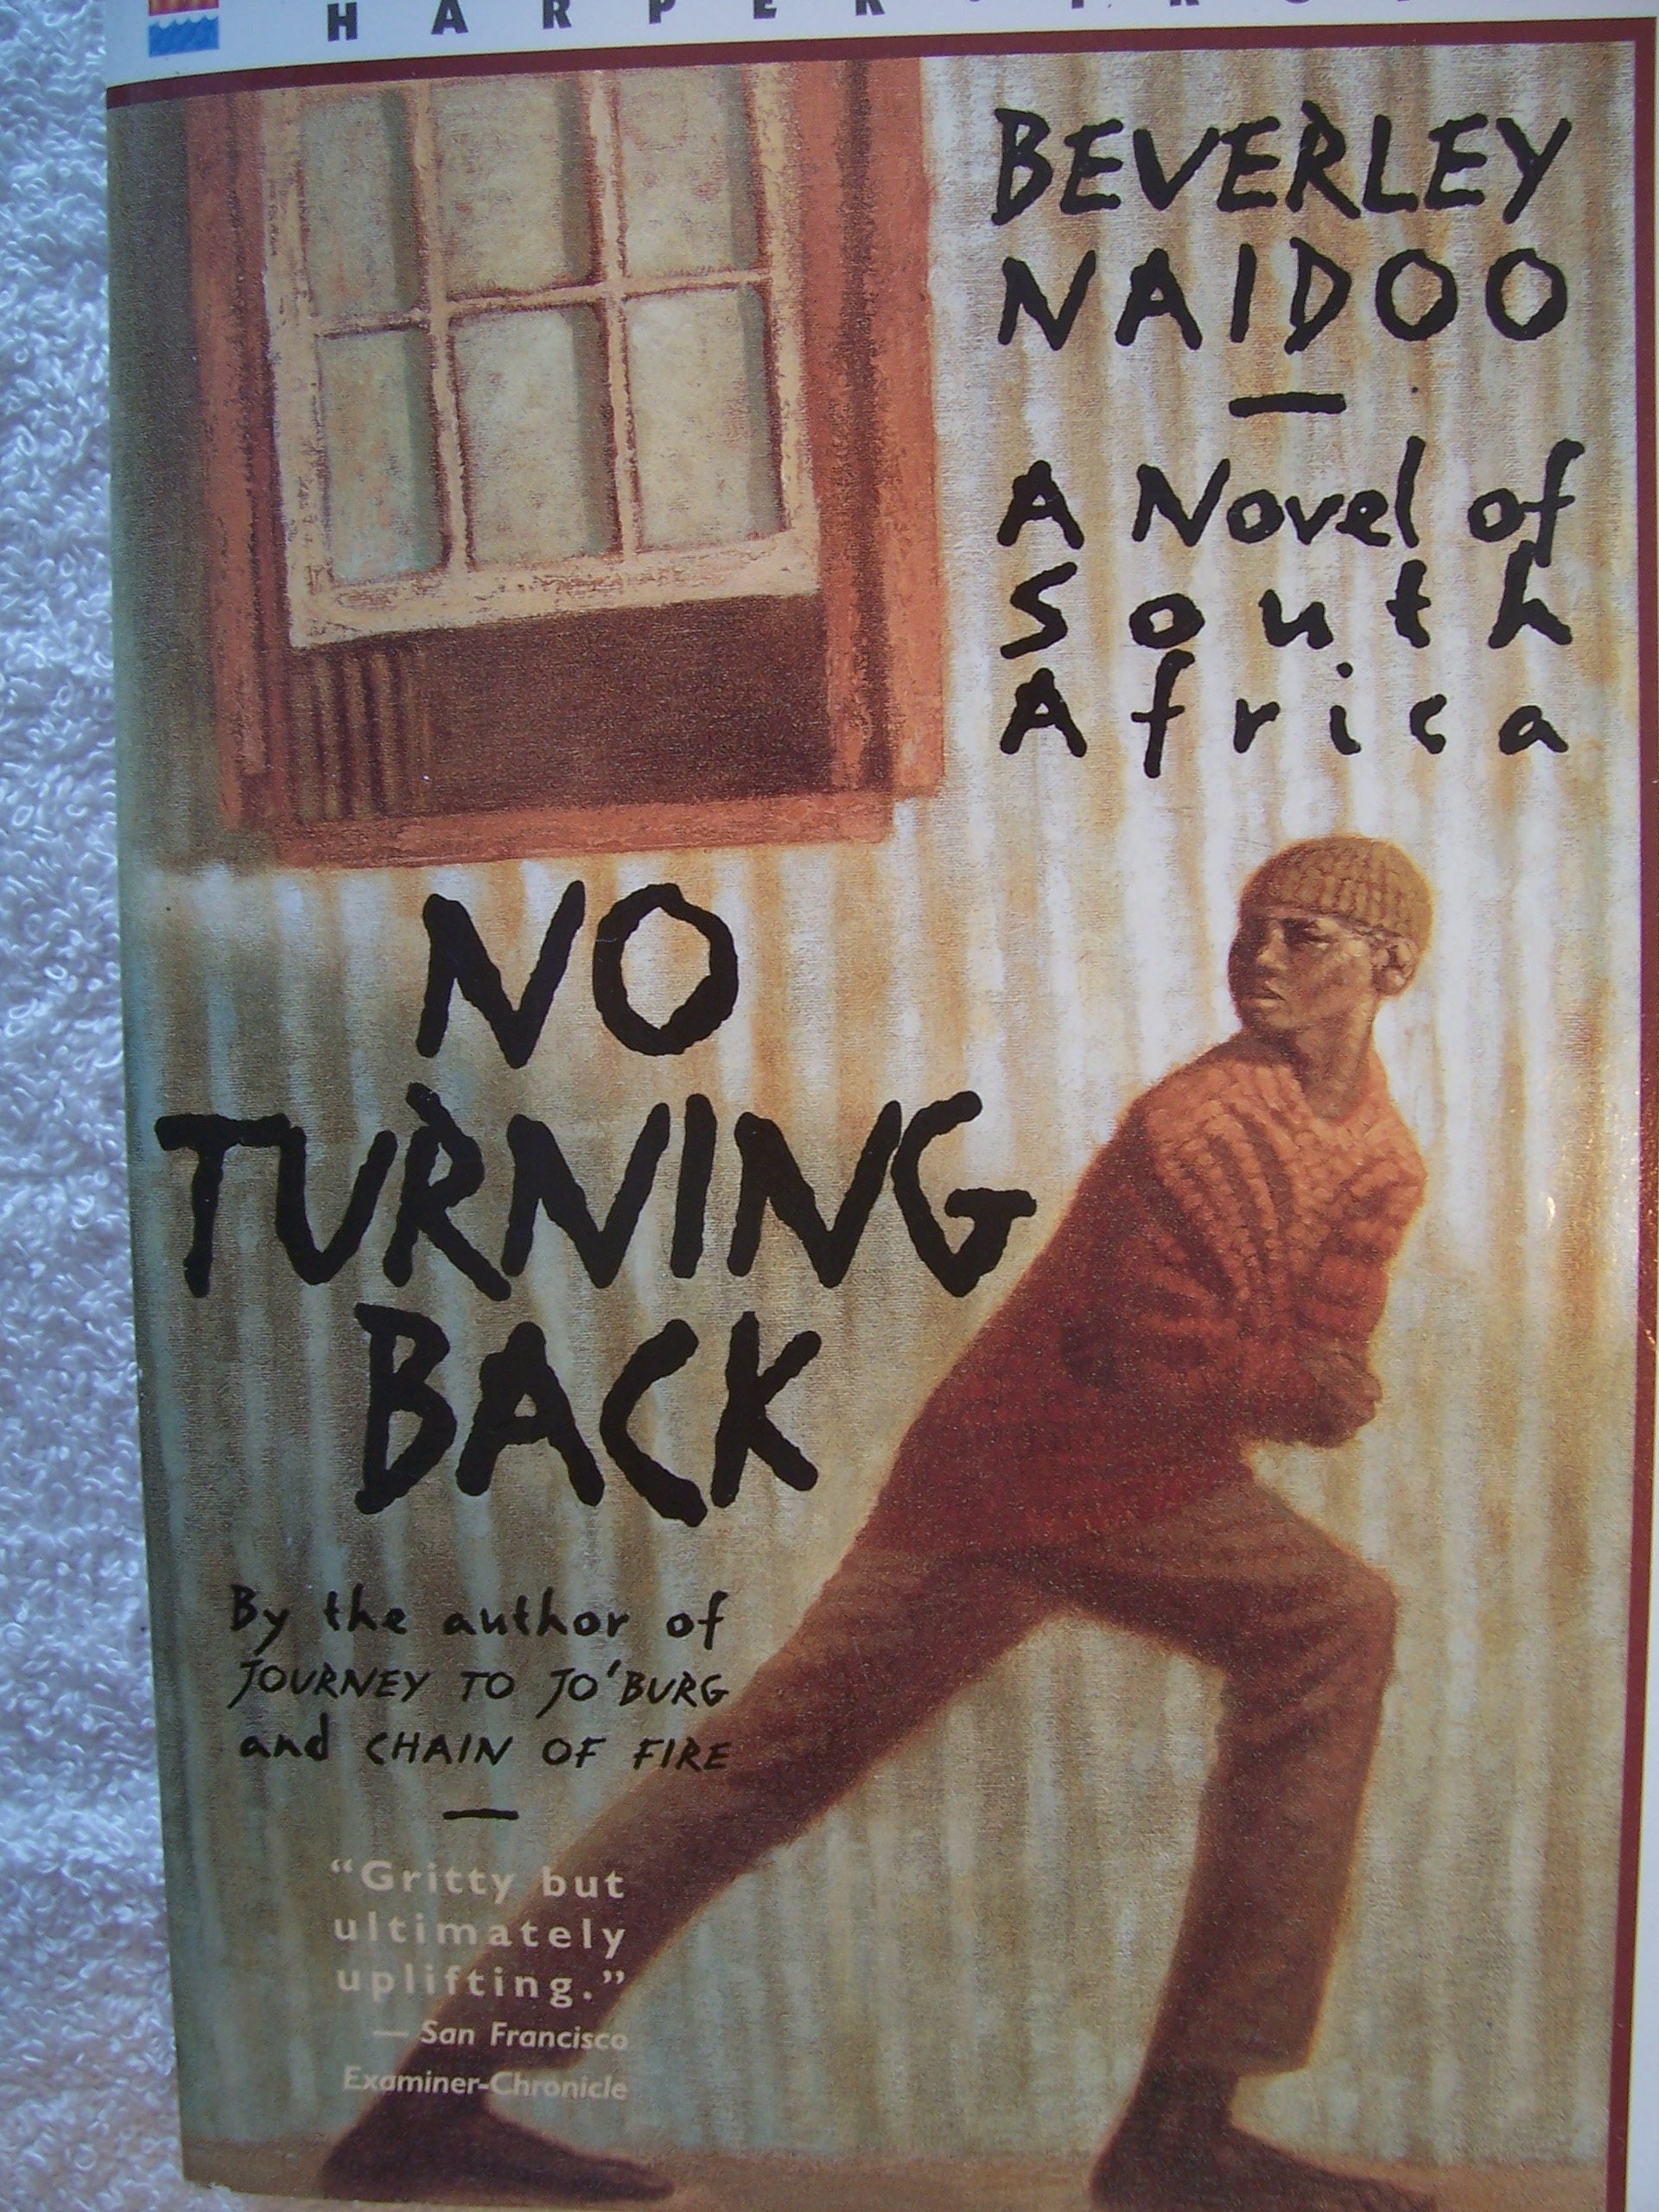 HARPER
BEVERLEY
NAIDOO
A Novel of
South
Africa
NO
TURNING
BACK
By the author of
JOURNEY TO JO'BURG
and CHAIN OF FIRE
"Gritty but
ultimately
uplifting."
— San Francisco
Examiner-Chronicle